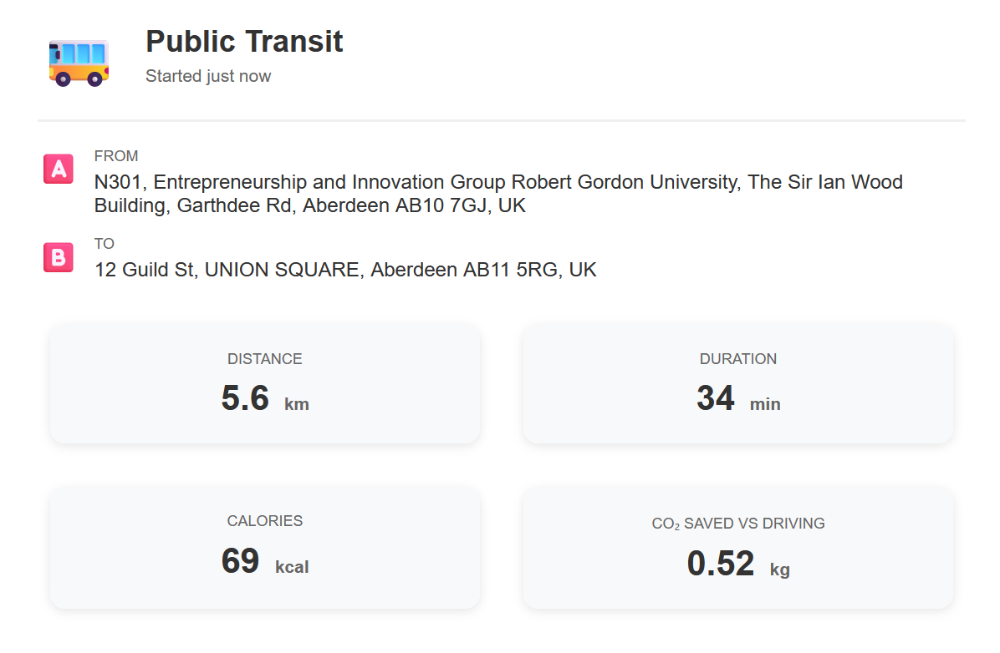 Public Transit
Started just now
A
FROM
N301, Entrepreneurship and Innovation Group Robert Gordon University, The Sir Ian Wood
Building, Garthdee Rd, Aberdeen AB10 7GJ, UK
B
TO
12 Guild St, UNION SQUARE, Aberdeen AB11 5RG, UK
DISTANCE
5.6 km
DURATION
34 min
CALORIES
69 kcal
CO₂ SAVED VS DRIVING
0.52 kg